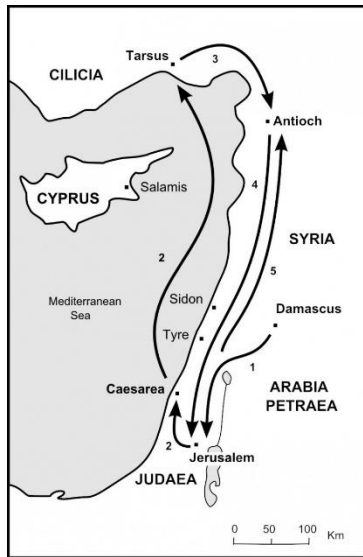 Tarsus
3
CILICIA
Antioch
CYPRUS
Salamis
4
SYRIA
2
5
Mediterranean
Sea
Sidon
Damascus
Tyre
1
Caesarea
ARABIA
PETRAEA
2
Jerusalem
JUDAEA
0 50 100
Km